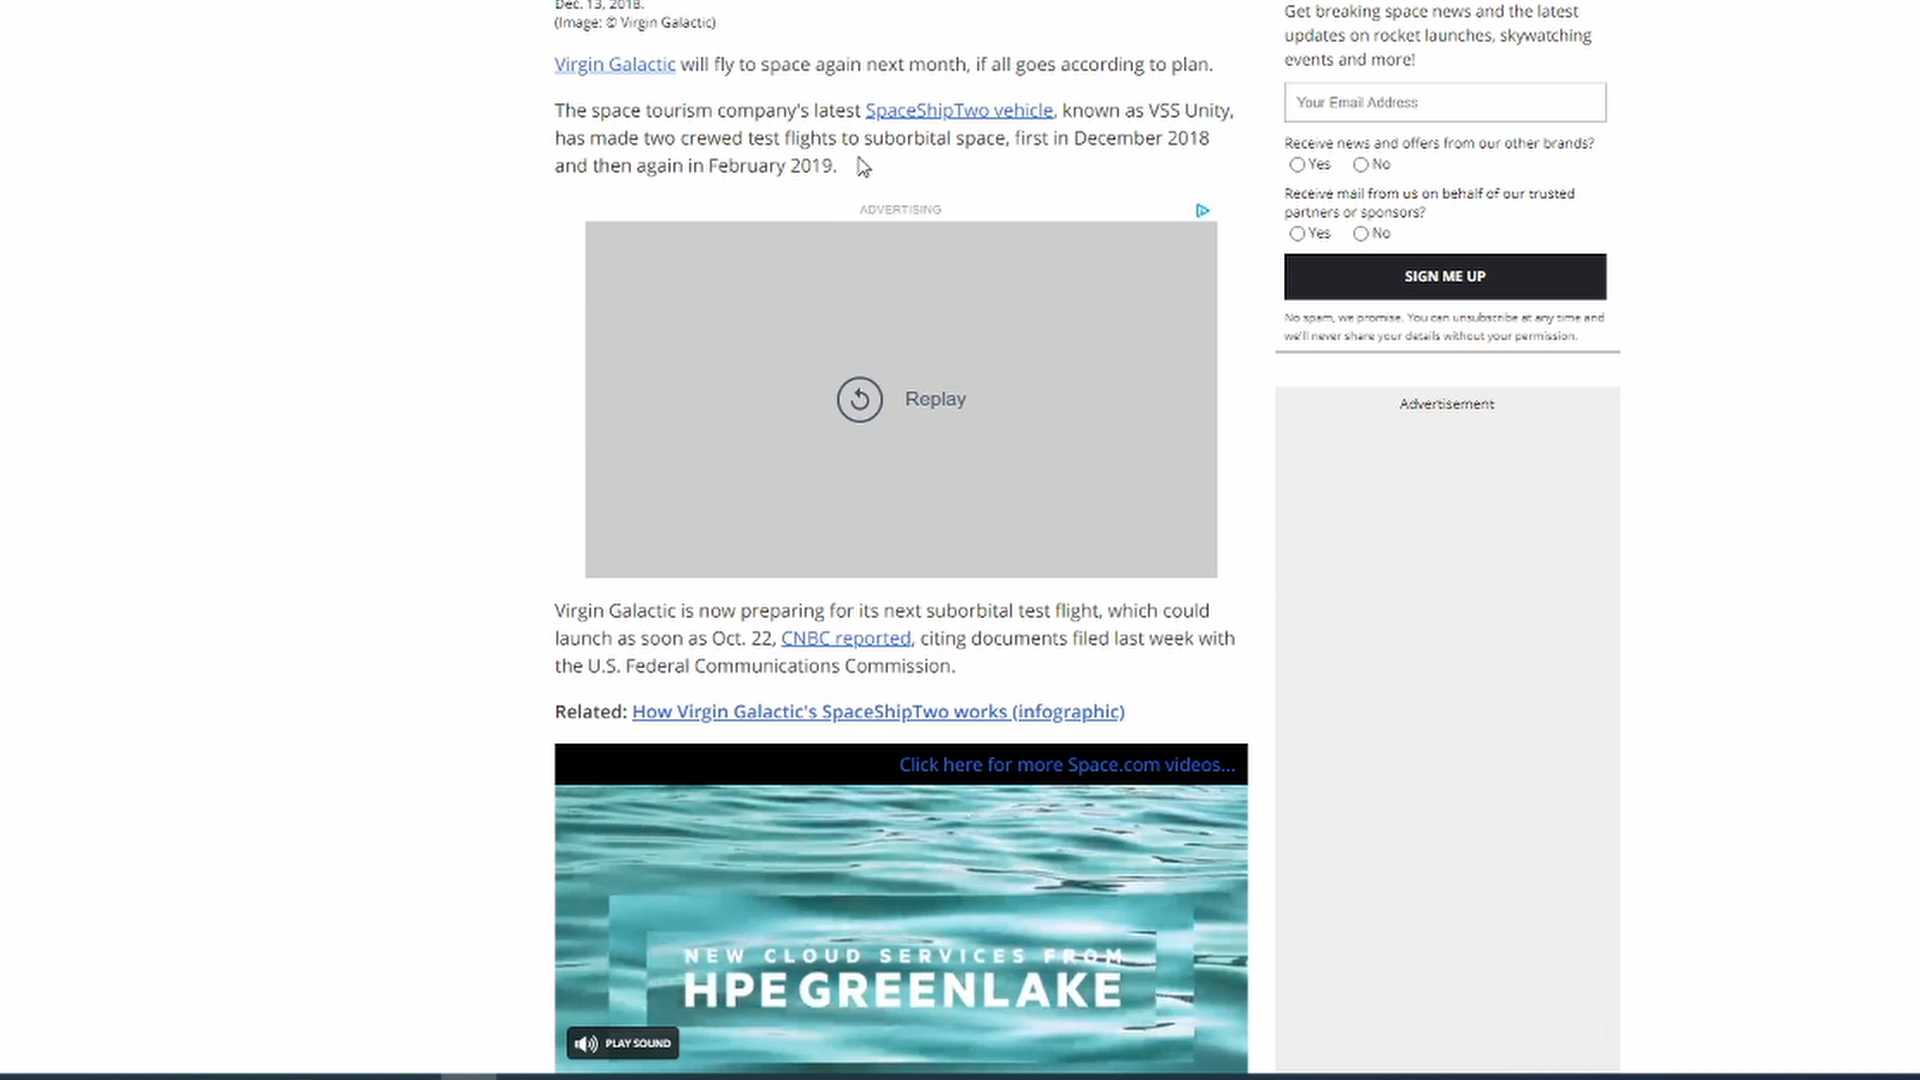 Dec. 13, 2018.
(Image: © Virgin Galactic)
Virgin Galactic will fly to space again next month, if all goes according to plan.
The space tourism company's latest SpaceShipTwo vehicle, known as VSS Unity,
has made two crewed test flights to suborbital space, first in December 2018
and then again in February 2019.
ADVERTISING
Replay
Virgin Galactic is now preparing for its next suborbital test flight, which could
launch as soon as Oct. 22, CNBC reported, citing documents filed last week with
the U.S. Federal Communications Commission.
Related: How Virgin Galactic's SpaceShipTwo works (infographic)
Click here for more Space.com videos...
NEW CLOUD SERVICES FROM
HPE GREENLAKE
PLAY SOUND
Get breaking space news and the latest
updates on rocket launches, skywatching
events and more!
Your Email Address
Receive news and offers from our other brands?
Yes No
Receive mail from us on behalf of our trusted
partners or sponsors?
Yes No
SIGN ME UP
No spam, we promise. You can unsubscribe at any time and
we'll never share your details without your permission.
Advertisement